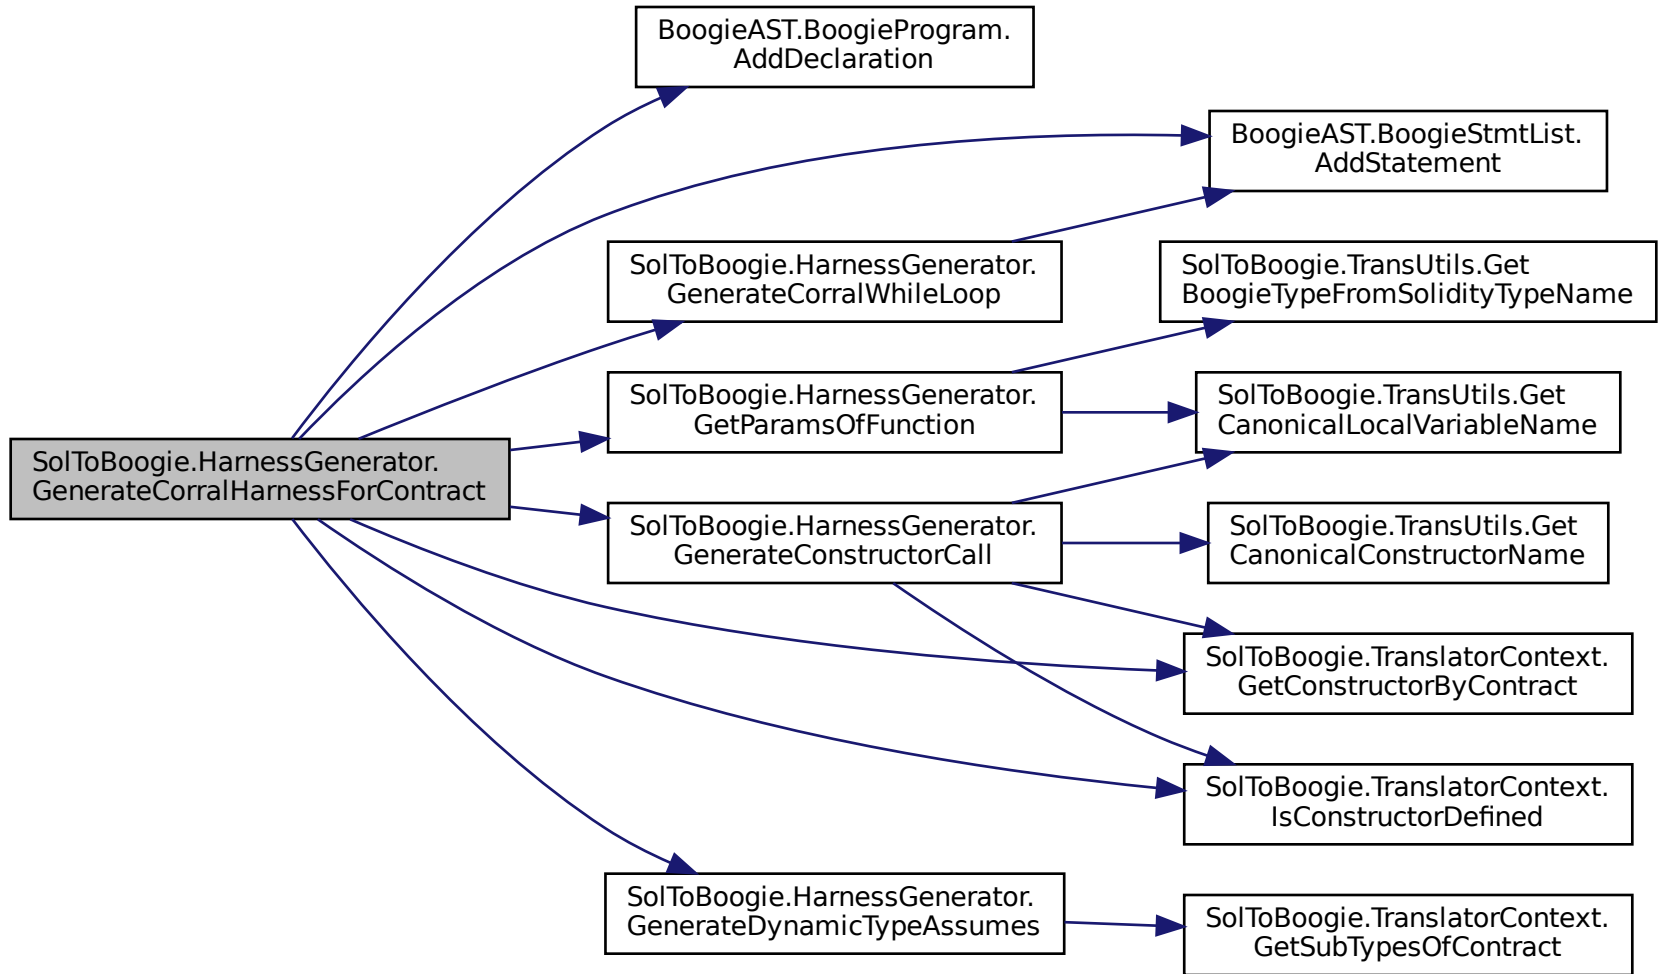 BoogieAST.BoogieProgram.
AddDeclaration
BoogieAST.BoogieStmtList.
AddStatement
SolToBoogie.HarnessGenerator.
GenerateCorralWhileLoop
SolToBoogie.TransUtils.Get
BoogieTypeFromSolidityTypeName
SolToBoogie.HarnessGenerator.
GetParamsOfFunction
SolToBoogie.TransUtils.Get
CanonicalLocalVariableName
SolToBoogie.HarnessGenerator.
GenerateCorralHarnessForContract
SolToBoogie.HarnessGenerator.
GenerateConstructorCall
SolToBoogie.TransUtils.Get
CanonicalConstructorName
SolToBoogie.TranslatorContext.
GetConstructorByContract
SolToBoogie.TranslatorContext.
IsConstructorDefined
SolToBoogie.HarnessGenerator.
GenerateDynamicTypeAssumes
SolToBoogie.TranslatorContext.
GetSubTypesOfContract